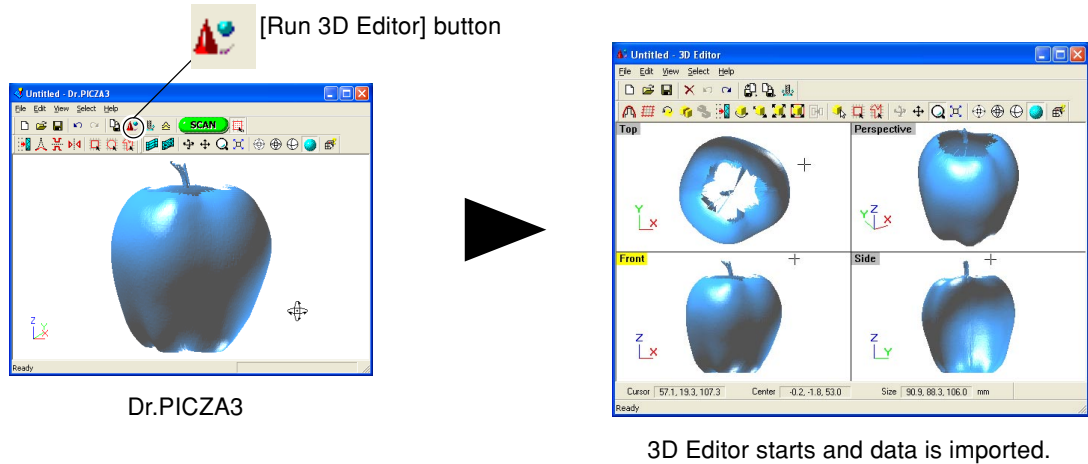 [Run 3D Editor] button
Untitled - Dr.PICZA3
File Edit View Select Help
SCAN
Z
Y
X
Ready
Dr.PICZA3
Untitled - 3D Editor
File Edit View Select Help
Top
Perspective
Y
X
Z
Y X
Front
Side
Z
X
Z
Y
Cursor 57.1, 19.3, 107.3 Center -0.2, -1.8, 53.0 Size 90.9, 88.3, 106.0 mm
Ready
3D Editor starts and data is imported.